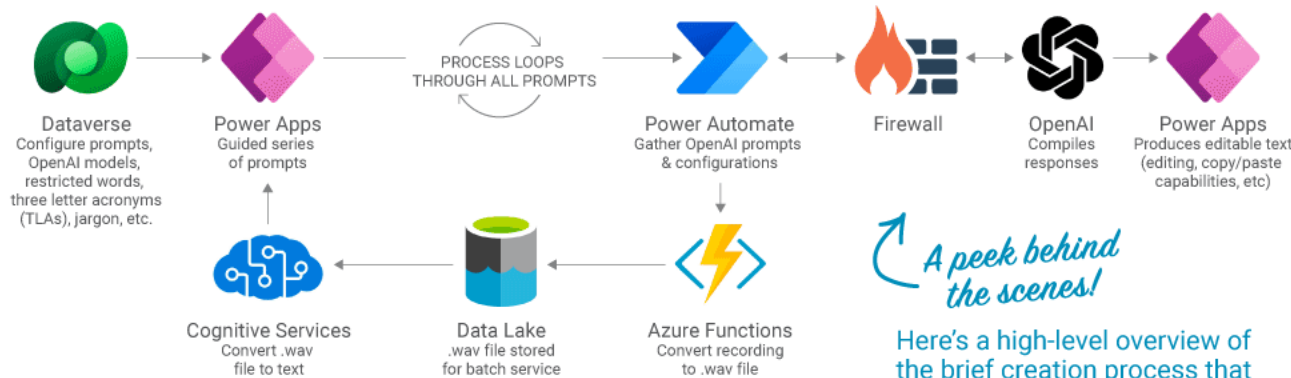 PROCESS LOOPS
THROUGH ALL PROMPTS
Dataverse
Configure prompts,
OpenAI models,
restricted words,
three letter acronyms
(TLAs), jargon, etc.
Power Apps
Guided series
of prompts
Power Automate
Gather OpenAI prompts
& configurations
Firewall
OpenAI
Compiles
responses
Power Apps
Produces editable text
(editing, copy/paste
capabilities, etc)
Cognitive Services
Convert .wav
file to text
Data Lake
.wav file stored
for batch service
Azure Functions
Convert recording
to .wav file
A peek behind
the scenes!
Here's a high-level overview of
the brief creation process that